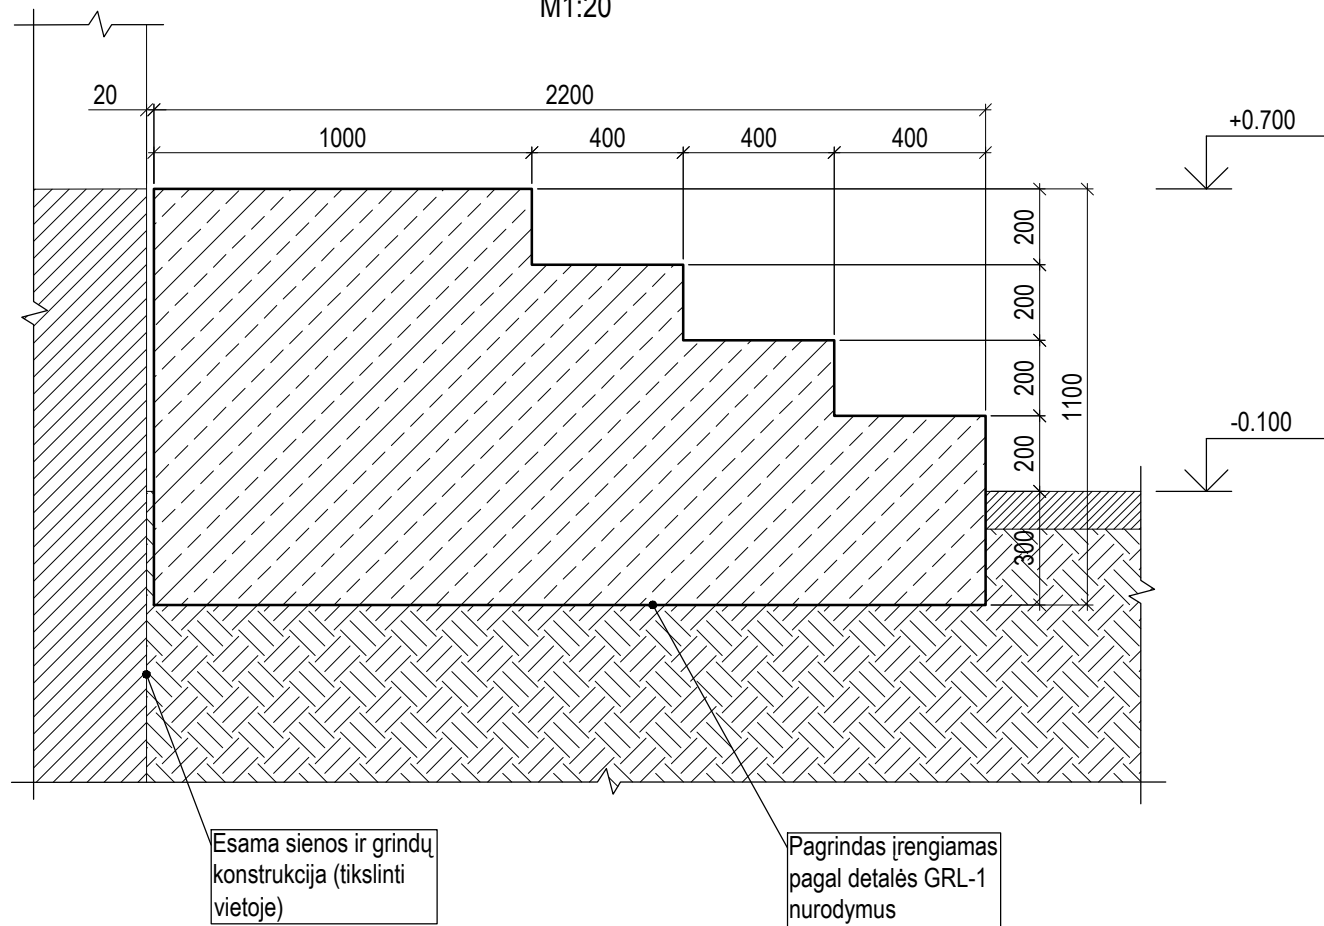 M1:20
20
2200
1000
400
400
400
+0.700
200
200
200
1100
200
300
-0.100
Esama sienos ir grindų
konstrukcija (tikslinti
vietoje)
Pagrindas įrengiamas
pagal detalės GRL-1
nurodymus